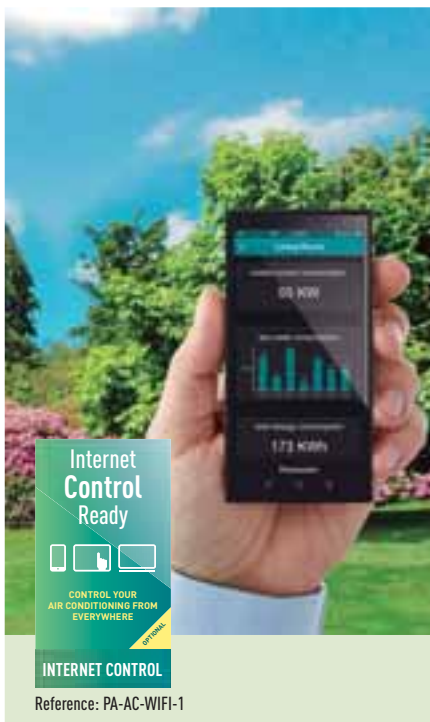 05 KW
173 KWh
Internet
Control
Ready
CONTROL YOUR
AIR CONDITIONING FROM
EVERYWHERE
OPTIONAL
INTERNET CONTROL
Reference: PA-AC-WIFI-1